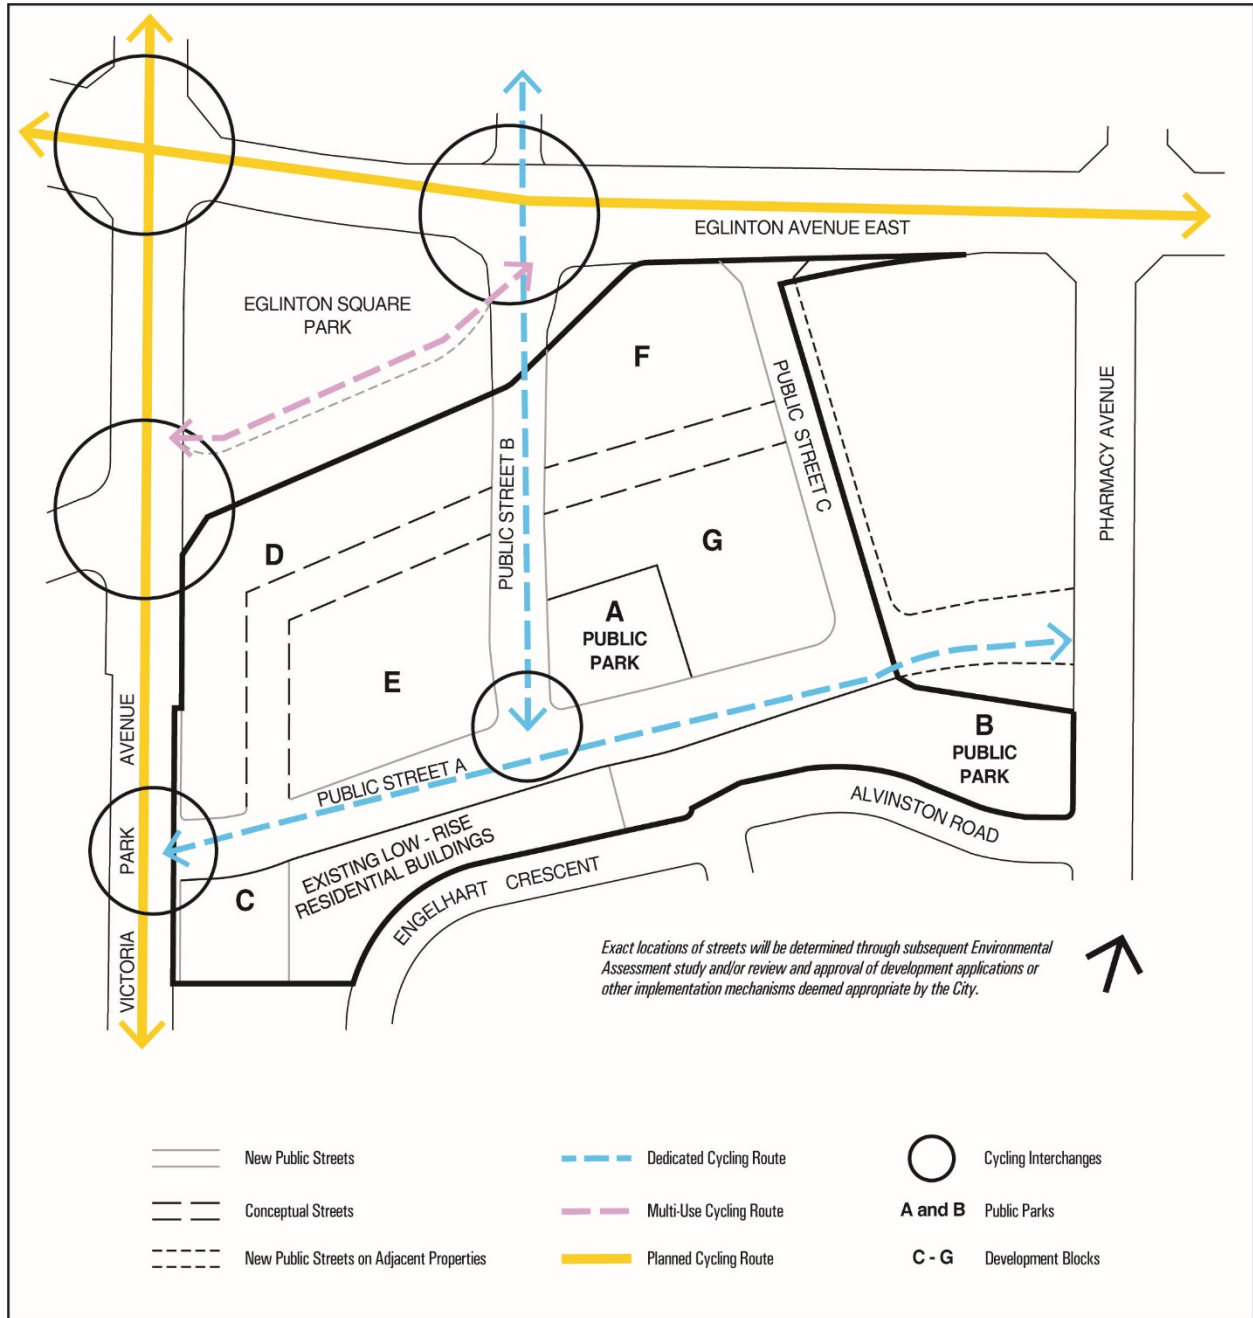 EGLINTON AVENUE EAST
EGLINTON SQUARE
PARK
F
PUBLIC STREET C
PUBLIC STREET B
PHARMACY AVENUE
D
G
A
PUBLIC
PARK
E
B
PUBLIC
PARK
PUBLIC STREET A
VICTORIA PARK AVENUE
ALVINSTON ROAD
EXISTING LOW - RISE
RESIDENTIAL BUILDINGS
C
ENGELHART CRESCENT
Exact locations of streets will be determined through subsequent Environmental
Assessment study and/or review and approval of development applications or
other implementation mechanisms deemed appropriate by the City.
New Public Streets
Dedicated Cycling Route
Cycling Interchanges
Conceptual Streets
Multi-Use Cycling Route
A and B Public Parks
New Public Streets on Adjacent Properties
Planned Cycling Route
C - G Development Blocks